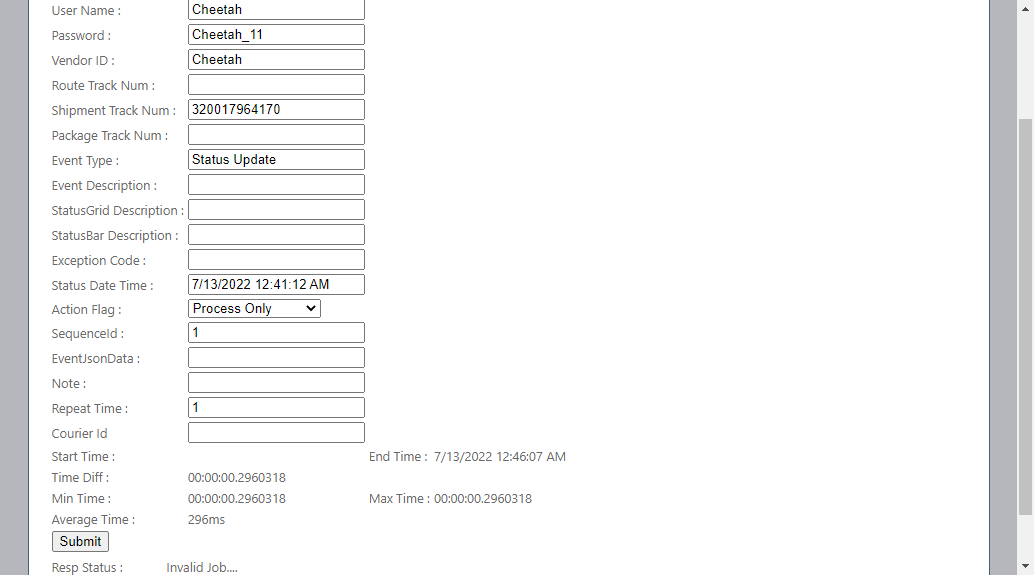 User Name : Cheetah
Password : Cheetah_11
Vendor ID : Cheetah
Route Track Num :
Shipment Track Num : 320017964170
Package Track Num :
Event Type : Status Update
Event Description :
StatusGrid Description :
StatusBar Description :
Exception Code :
Status Date Time : 7/13/2022 12:41:12 AM
Action Flag : Process Only
SequenceId : 1
EventJsonData :
Note :
Repeat Time : 1
Courier Id
Start Time : End Time : 7/13/2022 12:46:07 AM
Time Diff : 00:00:00.2960318
Min Time : 00:00:00.2960318 Max Time : 00:00:00.2960318
Average Time : 296ms
Submit
Resp Status : Invalid Job....